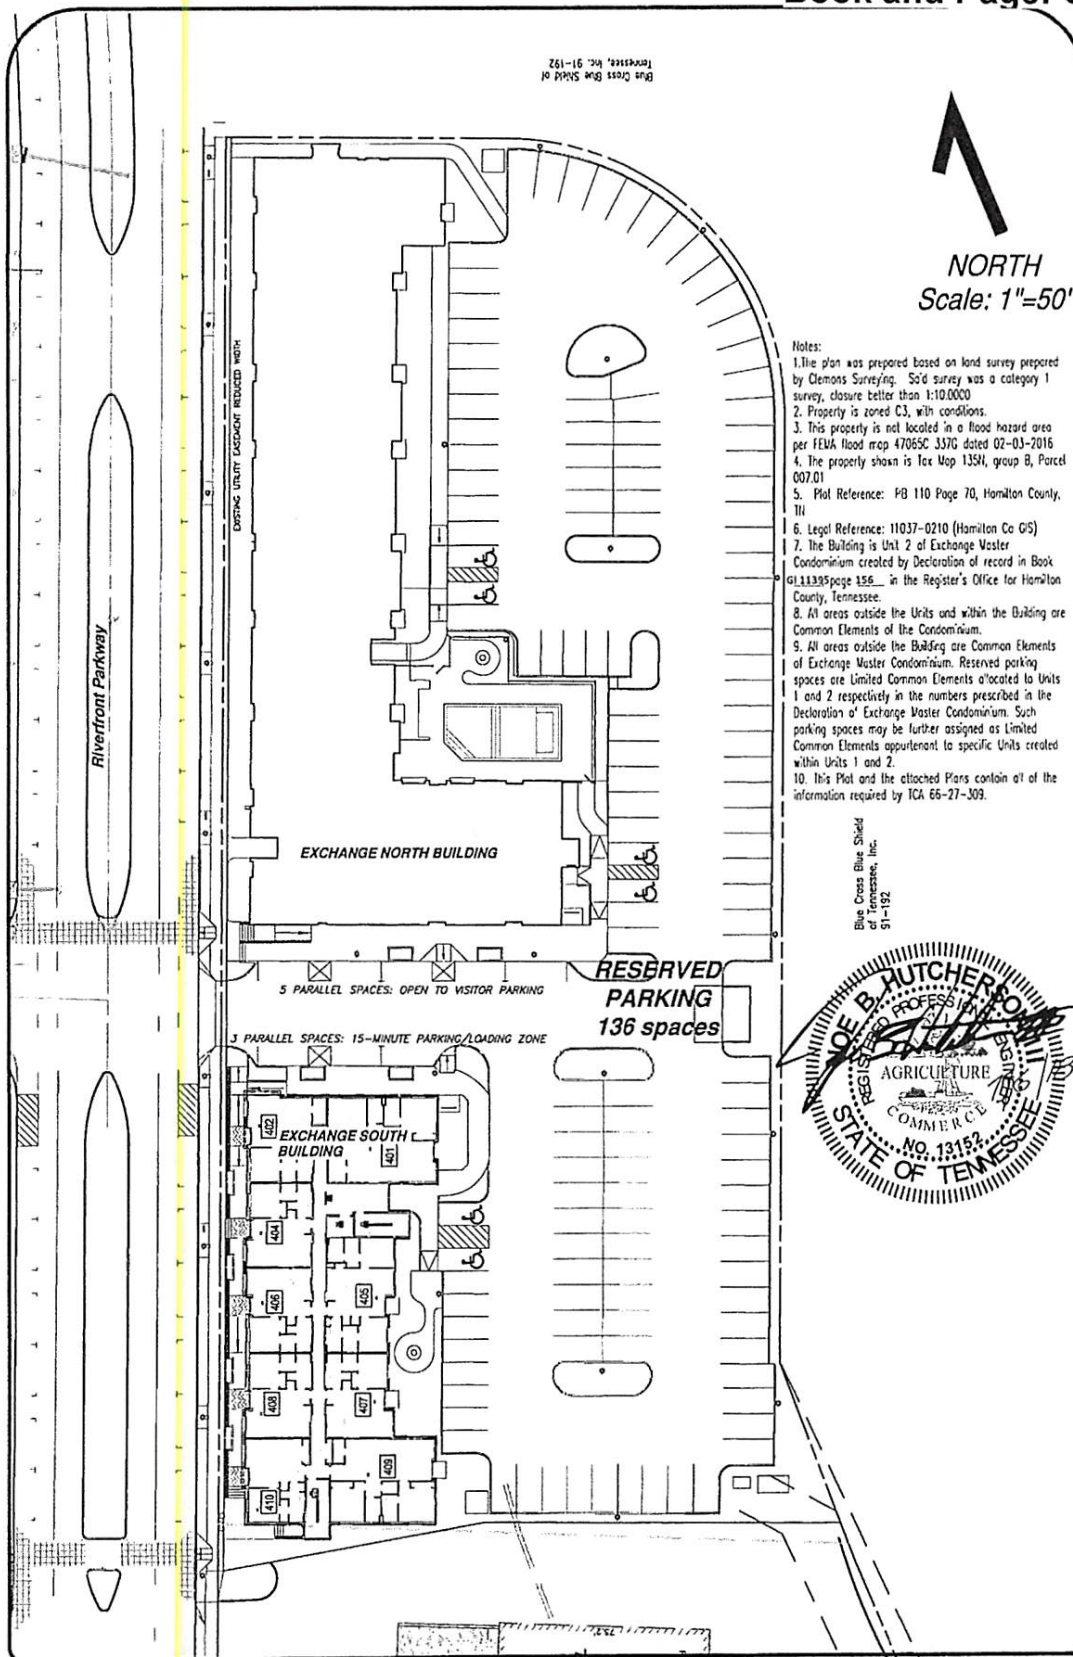 Book and Page:
Blue Cross Blue Shield of
Tennessee, Inc. 91-192
NORTH
Scale: 1"=50'
Notes:
1.The plan was prepared based on land survey prepared
by Clemons Surveying. Said survey was a category 1
survey, closure better than 1:10.0000
2. Property is zoned C3, with conditions.
3. This property is not located in a flood hazard area
per FEMA flood map 47065C 337G dated 02-03-2016
4. The property shown is Tax Map 135N, group B, Parcel
007.01
5. Plat Reference: PB 110 Page 70, Hamilton County,
TN
6. Legal Reference: 11037-0210 (Hamilton Co GIS)
7. The Building is Unit 2 of Exchange Master
Condominium created by Declaration of record in Book
GI 11395page 156 in the Register's Office for Hamilton
County, Tennessee.
8. All areas outside the Units and within the Building are
Common Elements of the Condominium.
9. All areas outside the Building are Common Elements
of Exchange Master Condominium. Reserved parking
spaces are Limited Common Elements allocated to Units
1 and 2 respectively in the numbers prescribed in the
Declaration of Exchange Master Condominium. Such
parking spaces may be further assigned as Limited
Common Elements appurtenant to specific Units created
within Units 1 and 2.
10. This Plat and the attached Plans contain all of the
information required by TCA 66-27-309.
EXISTING UTILITY EASEMENT REDUCED WIDTH
Riverfront Parkway
EXCHANGE NORTH BUILDING
Blue Cross Blue Shield
of Tennessee, Inc.
91-192
5 PARALLEL SPACES: OPEN TO VISITOR PARKING
RESERVED
PARKING
136 spaces
3 PARALLEL SPACES: 15-MINUTE PARKING/LOADING ZONE
NOE B. HUTCHERSON III
REGISTERED PROFESSIONAL ENGINEER
AGRICULTURE
COMMERCE
NO. 13152
STATE OF TENNESSEE
EXCHANGE SOUTH
BUILDING
402
401
404
406
405
408
407
409
410
75.2'